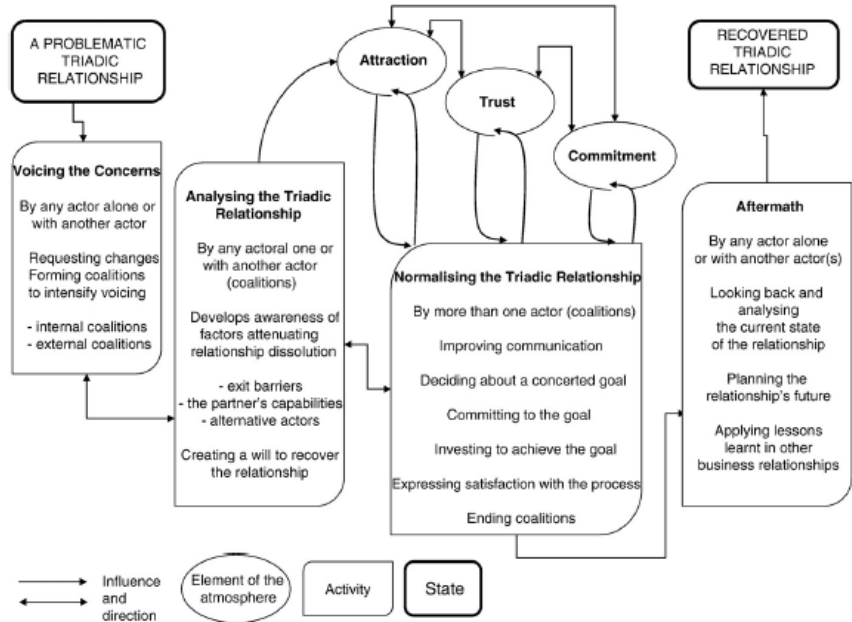 A PROBLEMATIC
TRIADIC
RELATIONSHIP
Voicing the Concerns
By any actor alone or
with another actor
Requesting changes
Forming coalitions
to intensify voicing
- internal coalitions
- external coalitions
Analysing the Triadic
Relationship
By any actoral one or
with another actor
(coalitions)
Develops awareness of
factors attenuating
relationship dissolution
- exit barriers
- the partner's capabilities
- alternative actors
Creating a will to recover
the relationship
Attraction
Trust
Commitment
Normalising the Triadic Relationship
By more than one actor (coalitions)
Improving communication
Deciding about a concerted goal
Committing to the goal
Investing to achieve the goal
Expressing satisfaction with the process
Ending coalitions
RECOVERED
TRIADIC
RELATIONSHIP
Aftermath
By any actor alone
or with another actor(s)
Looking back and
analysing
the current state
of the relationship
Planning the
relationship's future
Applying lessons
learnt in other
business relationships
Influence
and
direction
Element of the
atmosphere
Activity
State